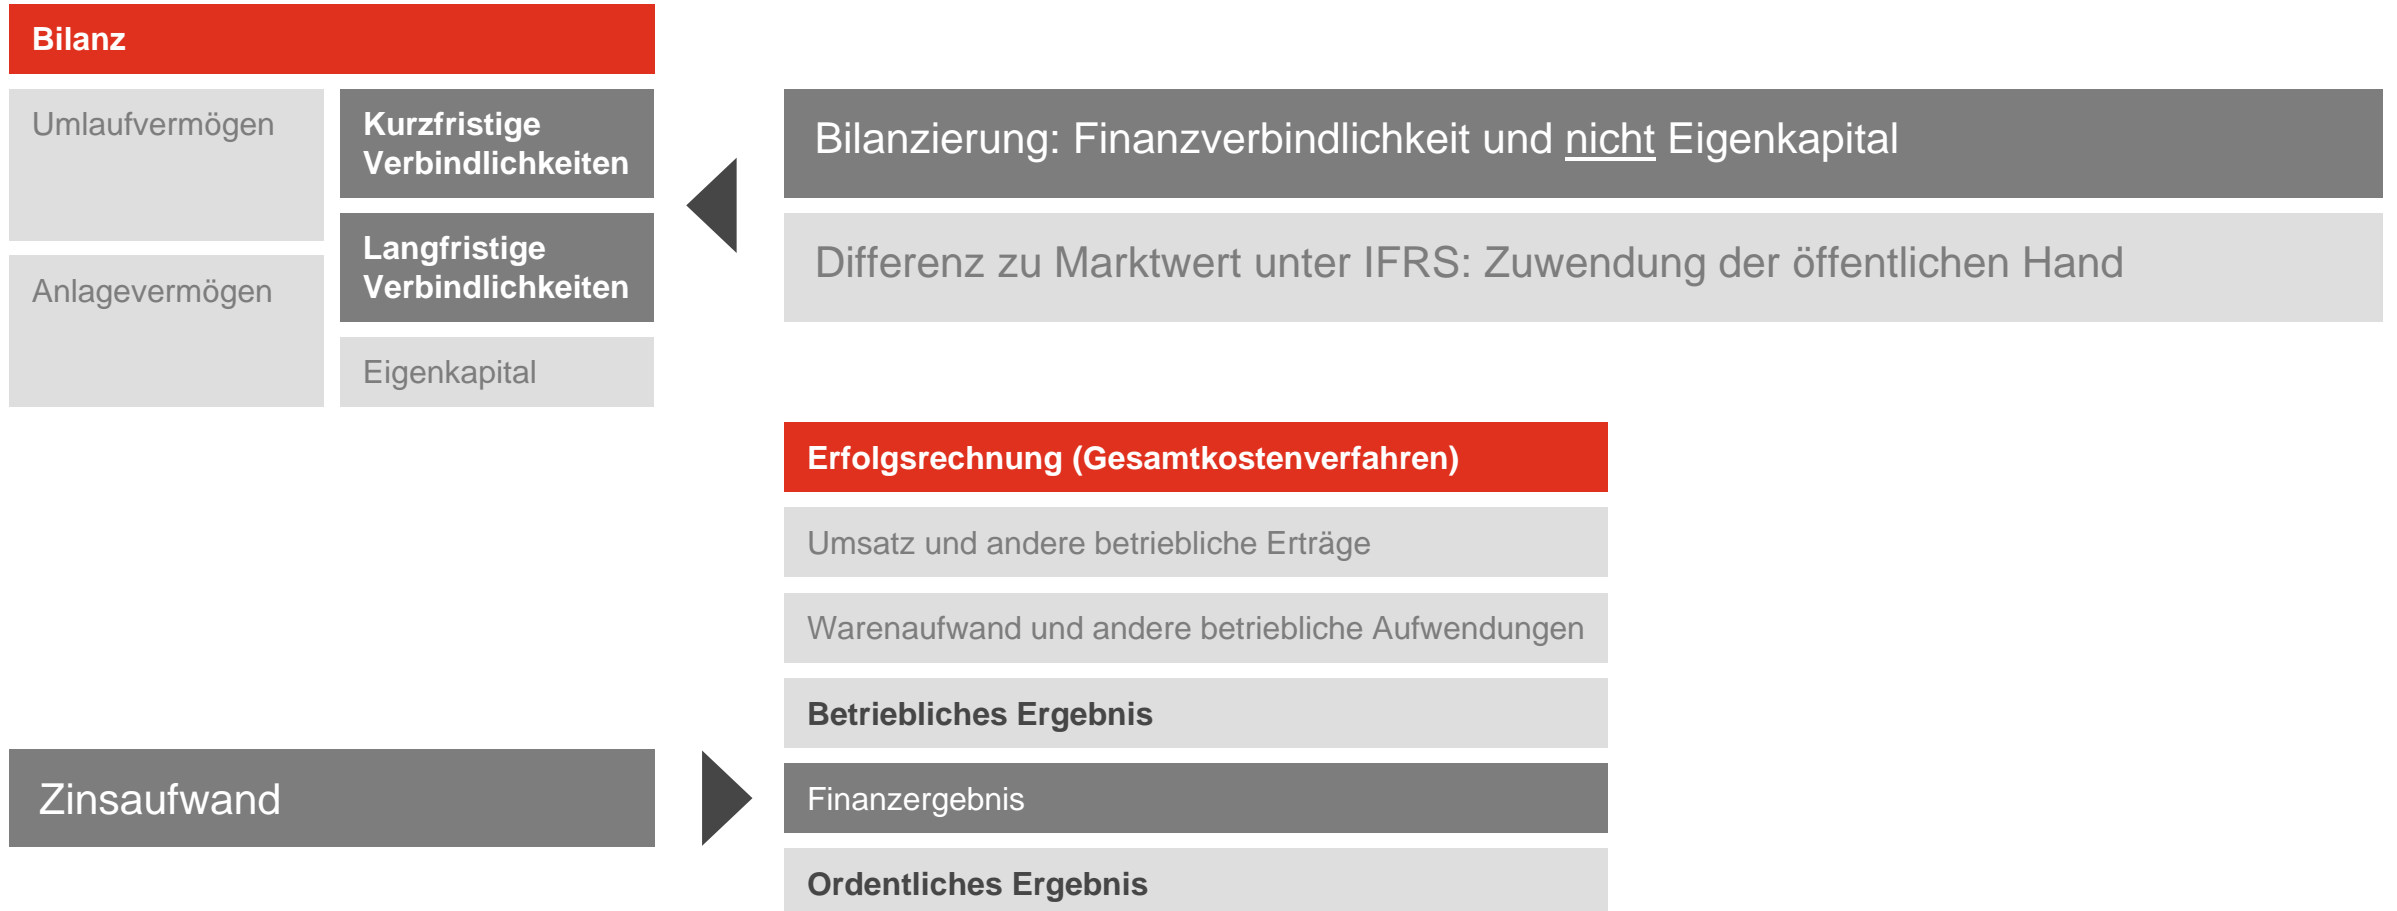 Bilanz
Umlaufvermögen
Anlagevermögen
Kurzfristige
Verbindlichkeiten
Langfristige
Verbindlichkeiten
Eigenkapital
Bilanzierung: Finanzverbindlichkeit und nicht Eigenkapital
Differenz zu Marktwert unter IFRS: Zuwendung der öffentlichen Hand
Zinsaufwand
Erfolgsrechnung (Gesamtkostenverfahren)
Umsatz und andere betriebliche Erträge
Warenaufwand und andere betriebliche Aufwendungen
Betriebliches Ergebnis
Finanzergebnis
Ordentliches Ergebnis